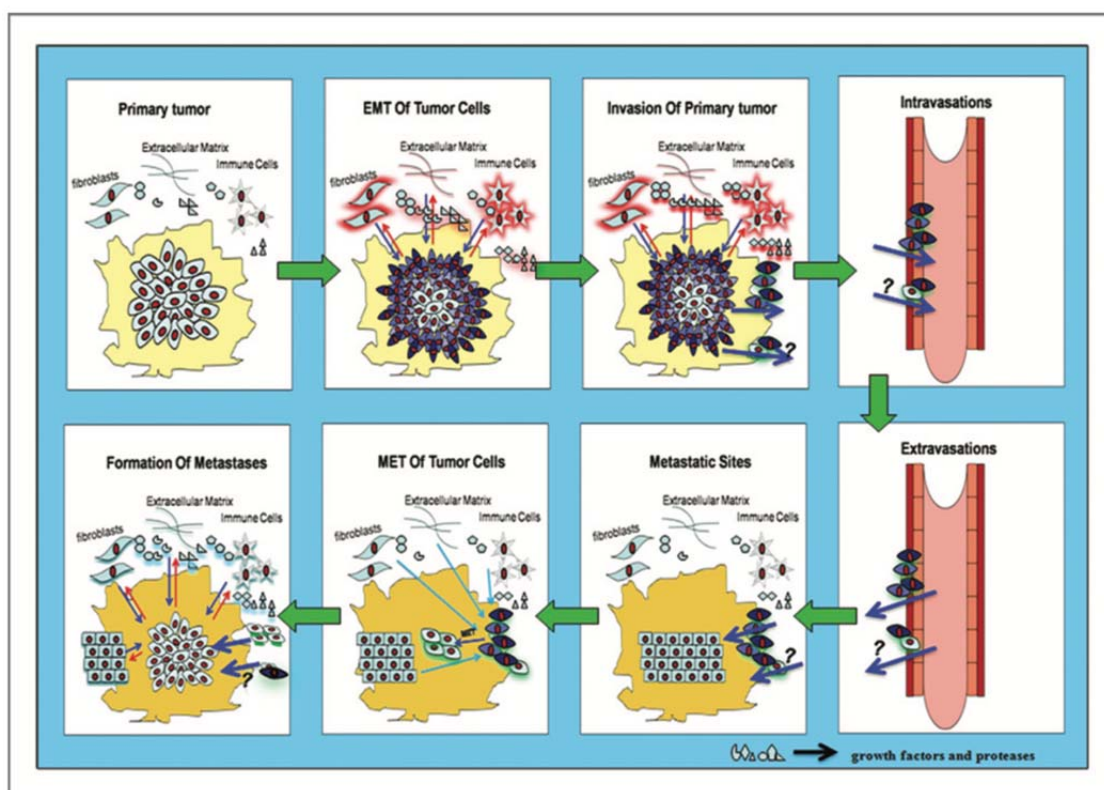 Primary tumor
Extracellular Matrix
Immune Cells
fibroblasts
EMT Of Tumor Cells
Extracellular Matrix
Immune Cells
fibroblasts
Invasion Of Primary tumor
Extracellular Matrix
Immune Cells
fibroblasts
?
Intravasations
?
Formation Of Metastases
Extracellular Matrix
Immune Cells
fibroblasts
?
MET Of Tumor Cells
Extracellular Matrix
Immune Cells
fibroblasts
MET
Metastatic Sites
Extracellular Matrix
Immune Cells
fibroblasts
?
Extravasations
?
growth factors and proteases